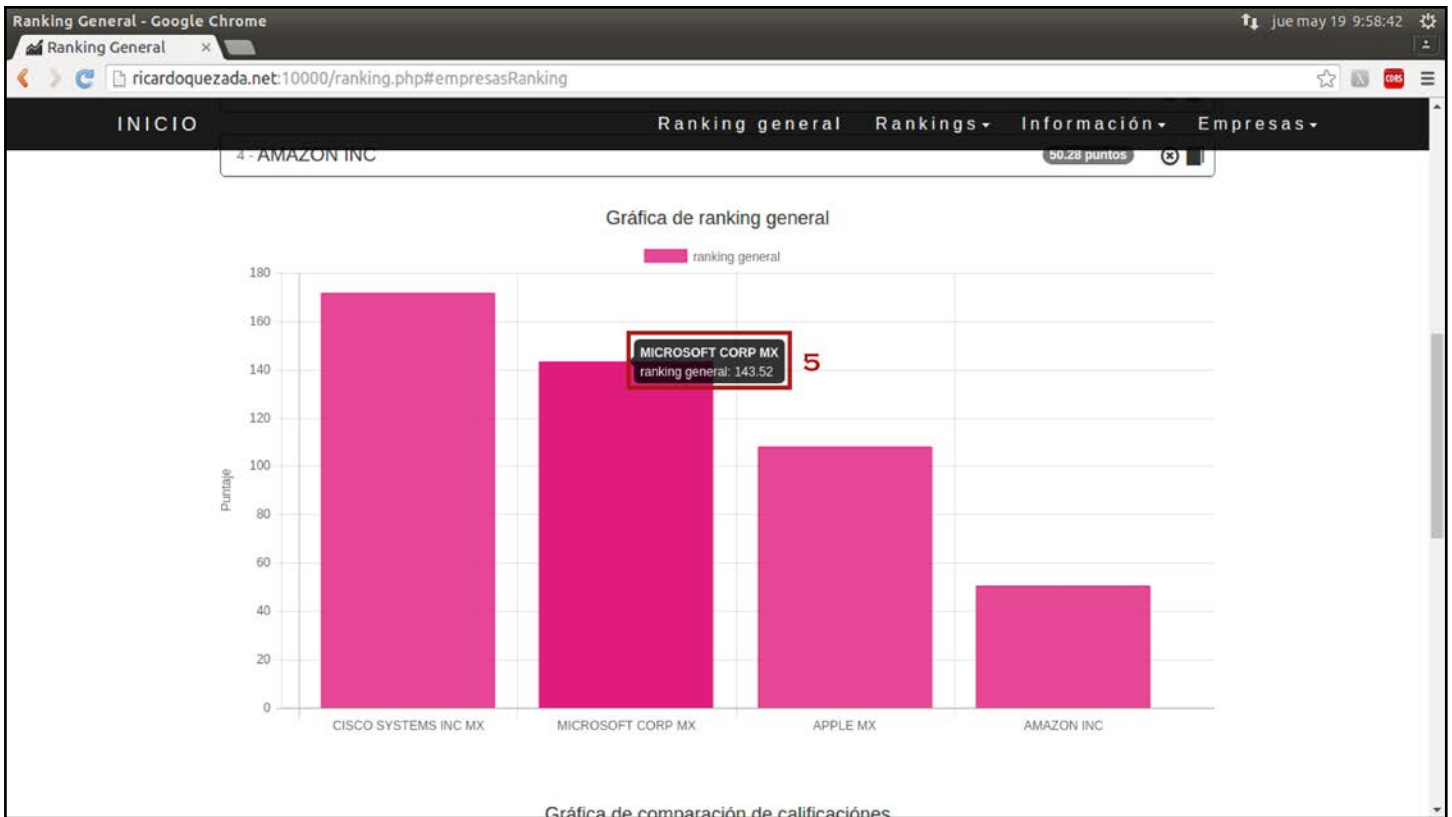 Ranking General - Google Chrome
jue may 19 9:58:42
Ranking General ×
ricardoquezada.net:10000/ranking.php#empresasRanking
CORS
INICIO Ranking general Rankings Información Empresas
4 - AMAZON INC 50.28 puntos
Gráfica de ranking general
ranking general
180
160
140
120
100
80
60
40
20
0
Puntaje
MICROSOFT CORP MX
ranking general: 143.52
5
CISCO SYSTEMS INC MX MICROSOFT CORP MX APPLE MX AMAZON INC
Gráfica de comparación de calificaciónes